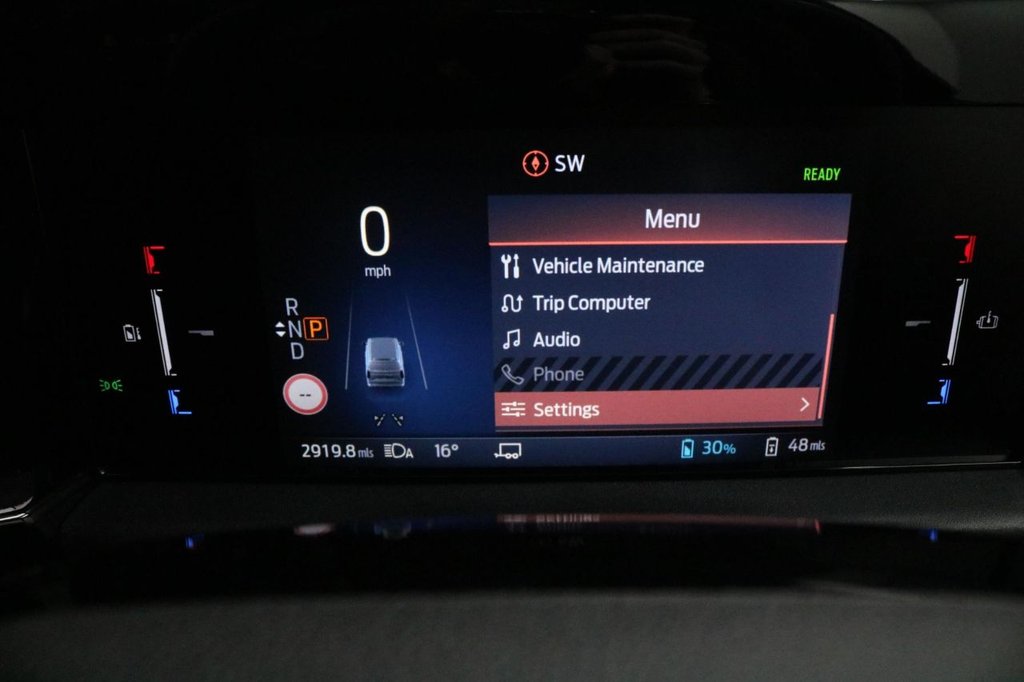 SW
READY
0
mph
R
N P
D
--
Menu
Vehicle Maintenance
Trip Computer
Audio
Phone
Settings
2919.8 mls
A
16°
30%
48 mls